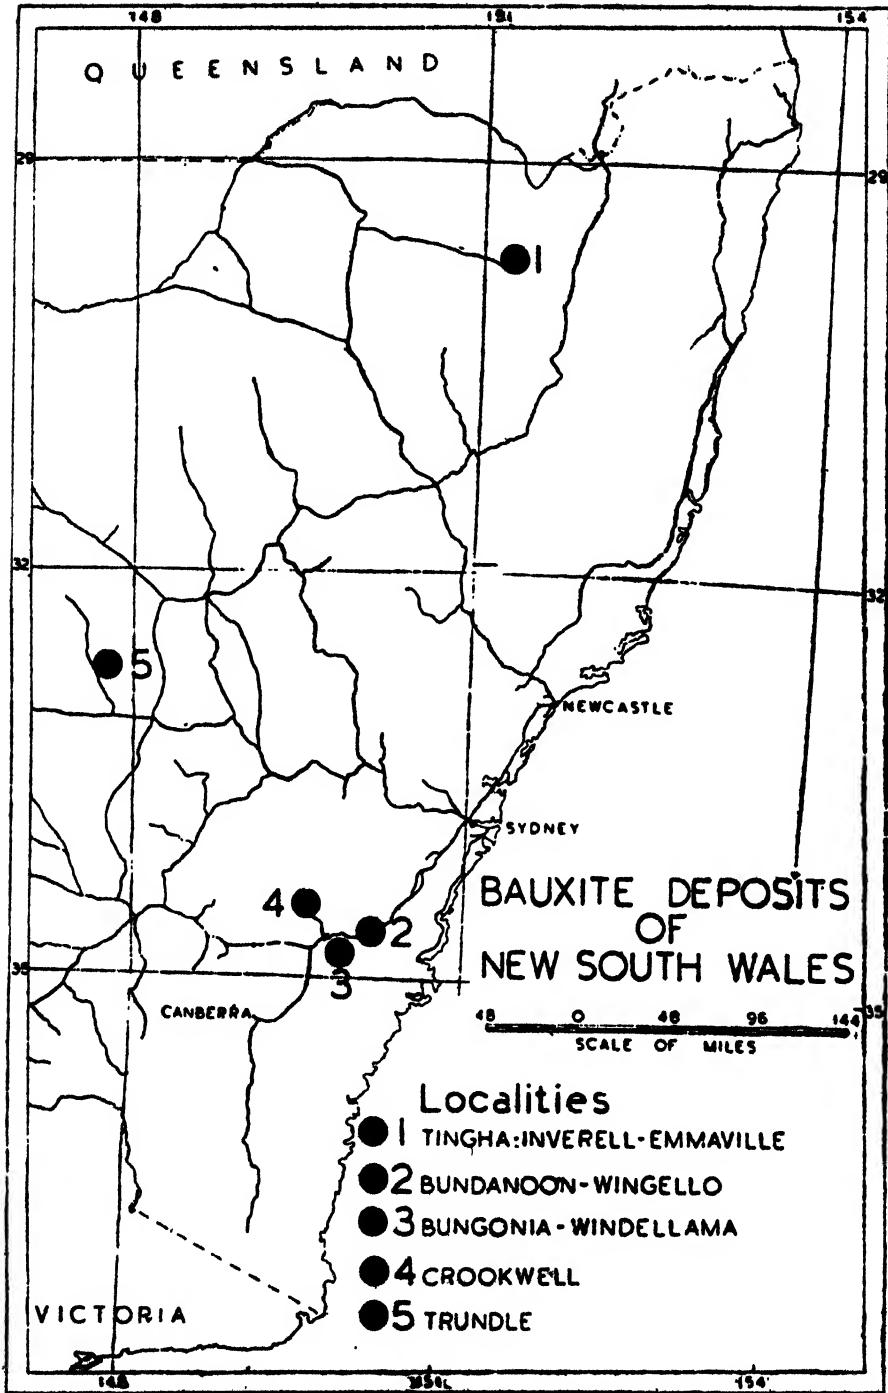 148 151 154
QUEENSLAND
29 29
1
32 32
5
NEWCASTLE
SYDNEY
4
2
3
BAUXITE DEPOSITS
OF
NEW SOUTH WALES
35 35
CANBERRA
48 0 48 96 144
SCALE OF MILES
Localities
1 TINGHA:INVERELL-EMMAVILLE
2 BUNDANOON-WINGELLO
3 BUNGONIA-WINDELLAMA
4 CROOKWELL
5 TRUNDLE
VICTORIA
148 154